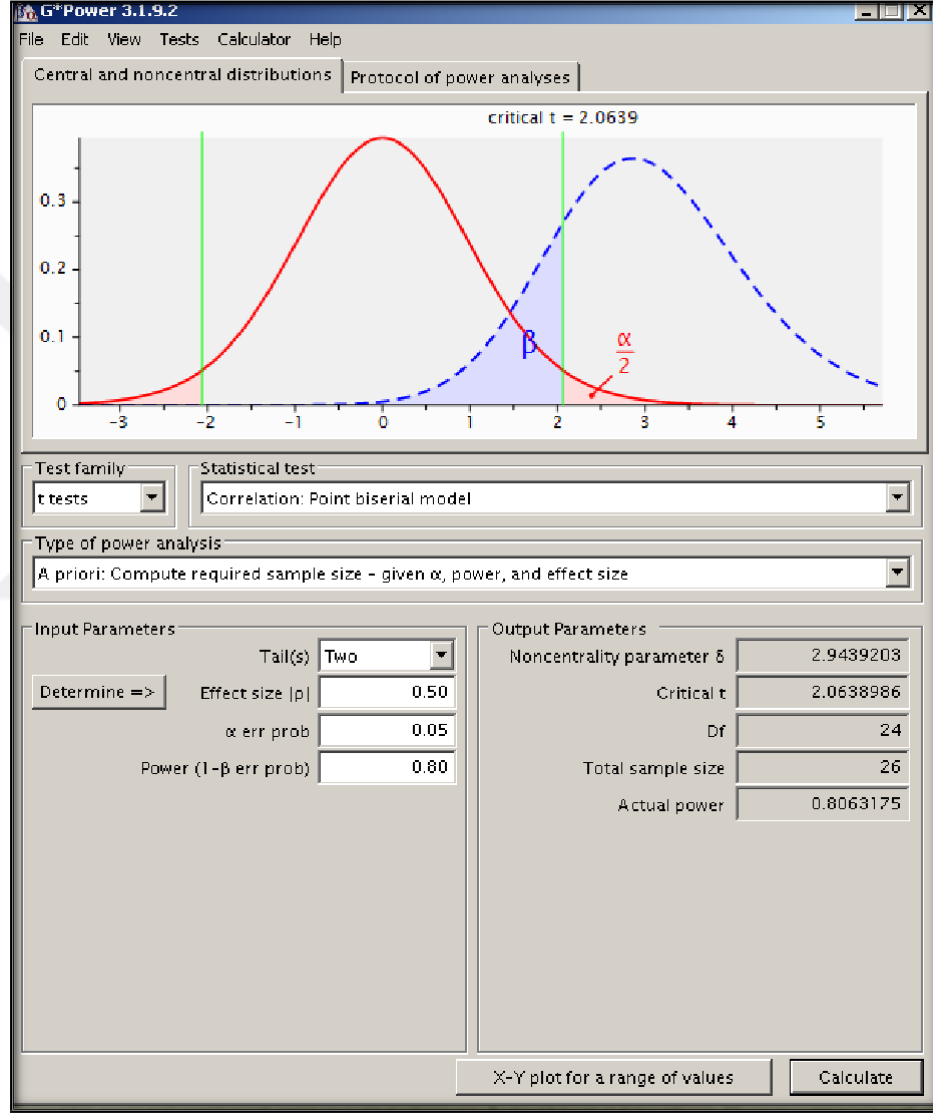 G*Power 3.1.9.2
File Edit View Tests Calculator Help
Central and noncentral distributions Protocol of power analyses
critical t = 2.0639
0.3
0.2
0.1
0
β
α
2
-3 -2 -1 0 1 2 3 4 5
Test family
Statistical test
t tests
Correlation: Point biserial model
Type of power analysis
A priori: Compute required sample size - given α, power, and effect size
Input Parameters
Tail(s) Two
Determine => Effect size |ρ| 0.50
α err prob 0.05
Power (1-β err prob) 0.80
Output Parameters
Noncentrality parameter δ 2.9439203
Critical t 2.0638986
Df 24
Total sample size 26
Actual power 0.8063175
X-Y plot for a range of values
Calculate